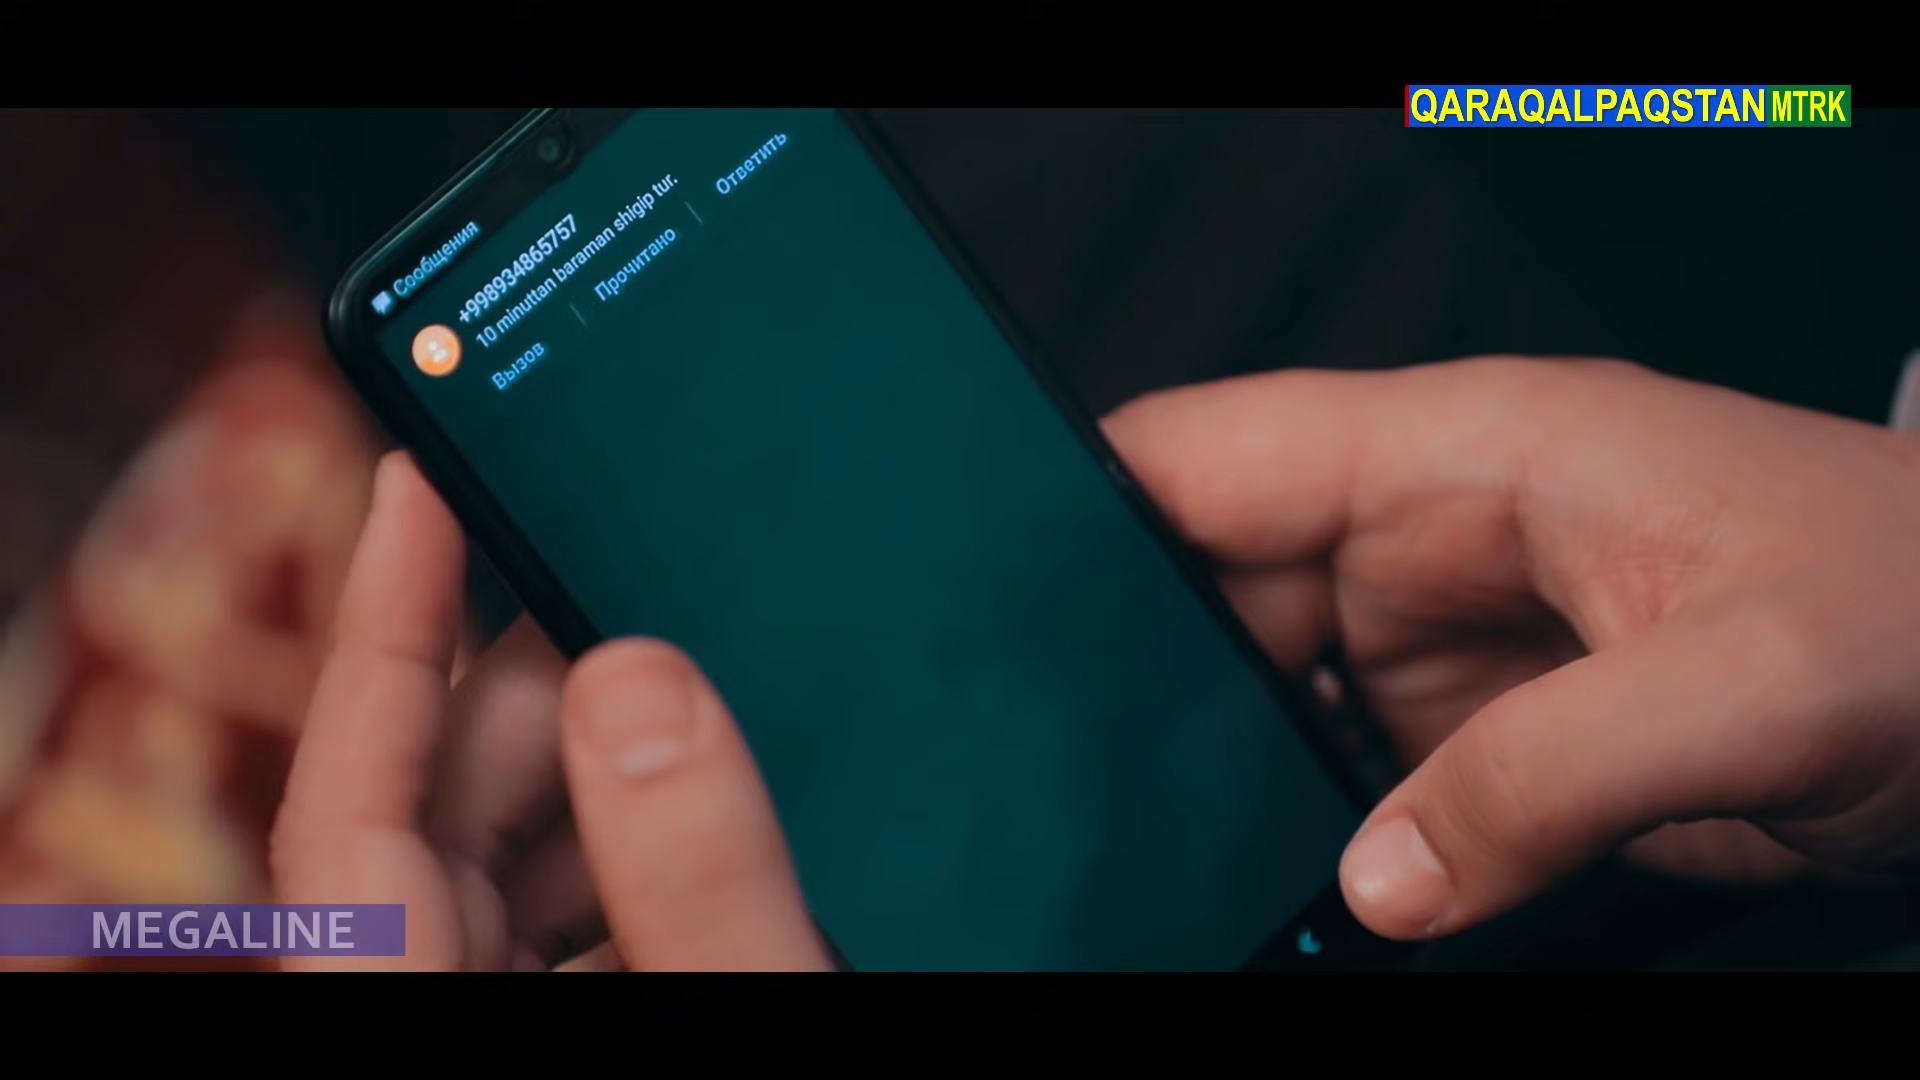 QARAQALPAQSTAN MTRK
Сообщения
+998934865757
10 minuttan baraman shigip tur.
Вызов | Прочитано | Ответить
MEGALINE